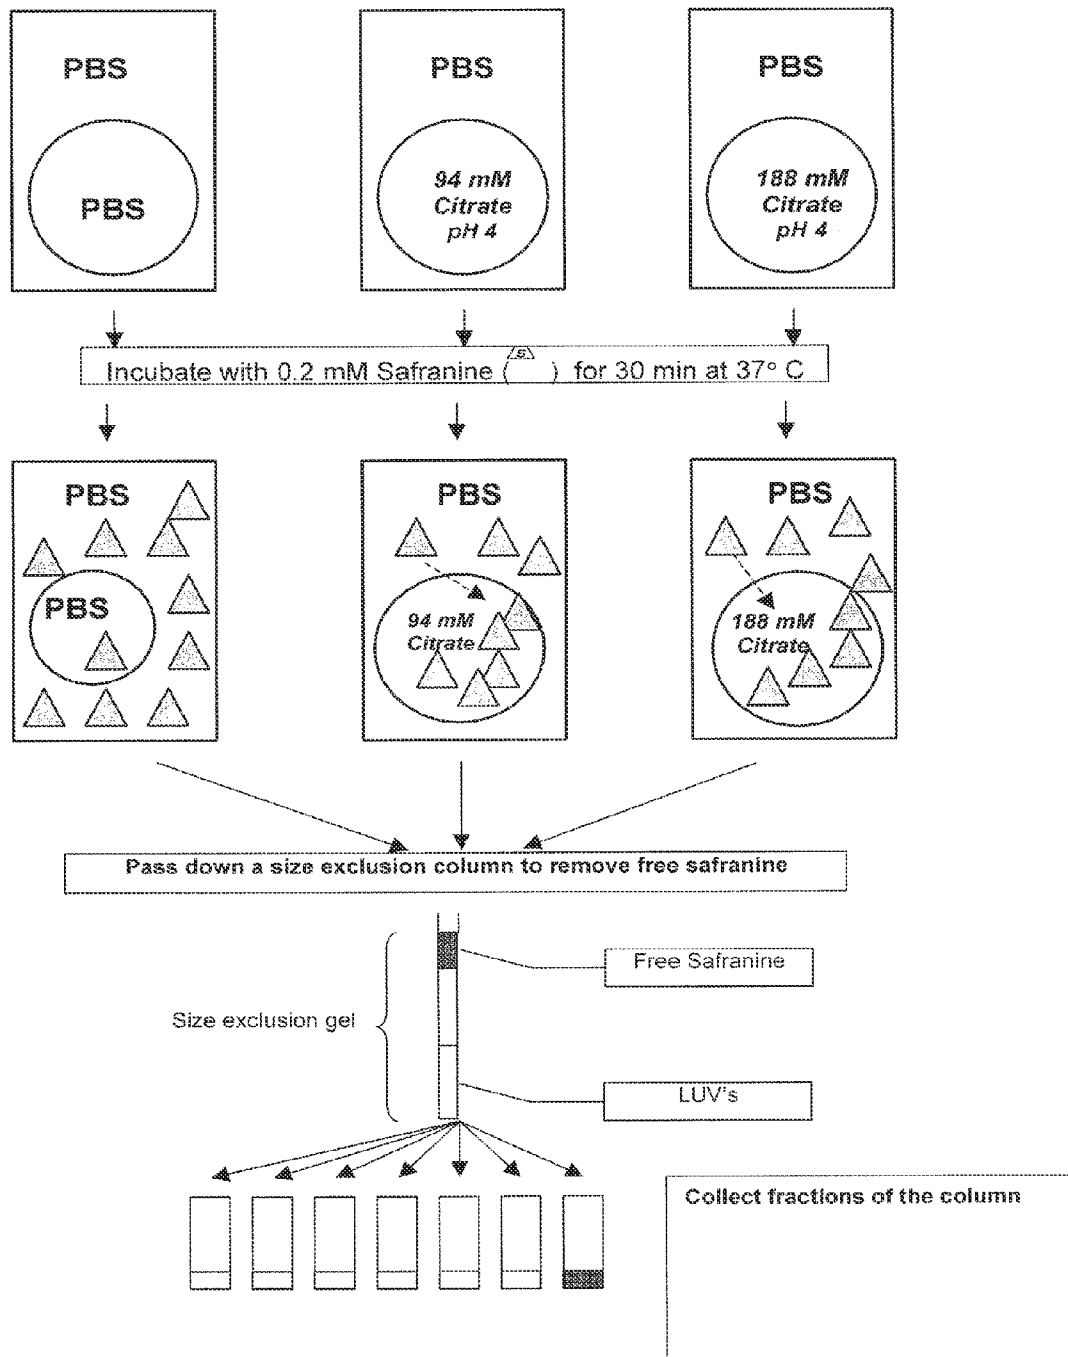 PBS
PBS
PBS
PBS
94 mM
Citrate
pH 4
188 mM
Citrate
pH 4
Incubate with 0.2 mM Safranine ( S ) for 30 min at 37° C
PBS
PBS
PBS
PBS
94 mM
Citrate
188 mM
Citrate
Pass down a size exclusion column to remove free safranine
Free Safranine
Size exclusion gel
LUV's
Collect fractions of the column